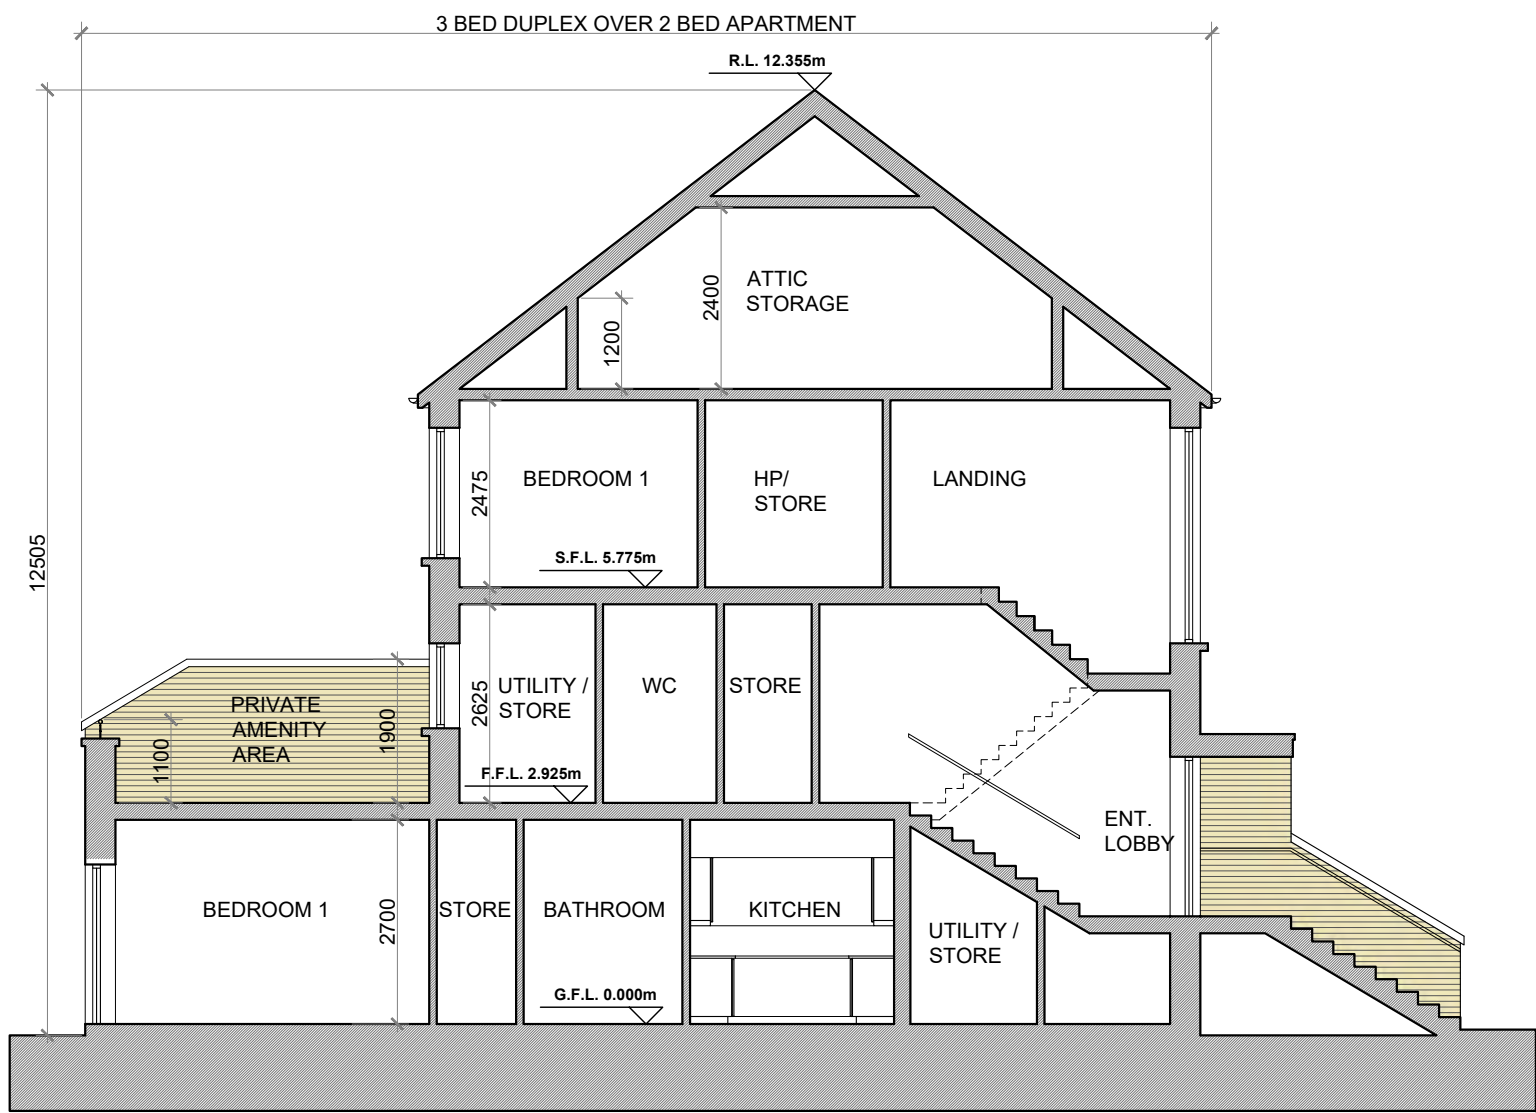 3 BED DUPLEX OVER 2 BED APARTMENT
R.L. 12.355m
ATTIC
STORAGE
2400
1200
12505
2475
BEDROOM 1
HP/
STORE
LANDING
S.F.L. 5.775m
2625
UTILITY /
STORE
WC
STORE
PRIVATE
AMENITY
AREA
1900
1100
F.F.L. 2.925m
ENT.
LOBBY
BEDROOM 1
2700
STORE
BATHROOM
KITCHEN
UTILITY /
STORE
G.F.L. 0.000m